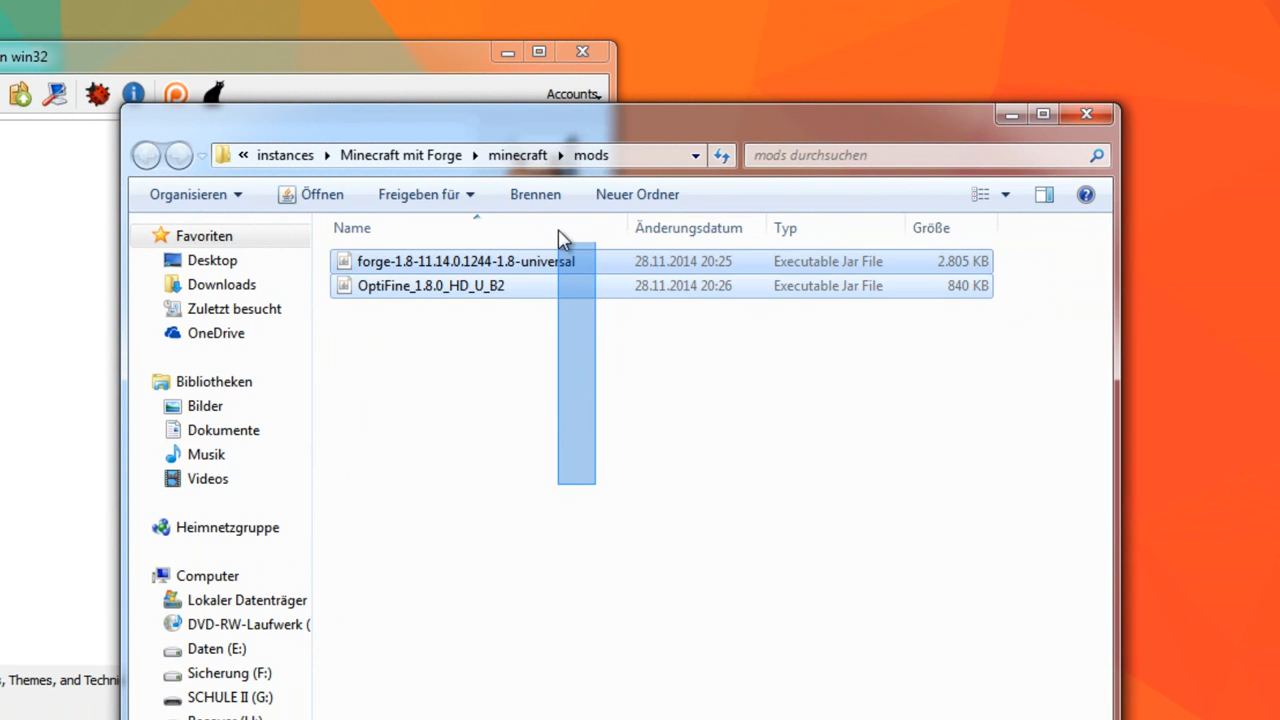 n win32
Accounts
« instances ▸ Minecraft mit Forge ▸ minecraft ▸ mods
mods durchsuchen
Organisieren
Öffnen
Freigeben für
Brennen
Neuer Ordner
Name
Änderungsdatum
Typ
Größe
forge-1.8-11.14.0.1244-1.8-universal
28.11.2014 20:25
Executable Jar File
2.805 KB
OptiFine_1.8.0_HD_U_B2
28.11.2014 20:26
Executable Jar File
840 KB
Favoriten
Desktop
Downloads
Zuletzt besucht
OneDrive
Bibliotheken
Bilder
Dokumente
Musik
Videos
Heimnetzgruppe
Computer
Lokaler Datenträger
DVD-RW-Laufwerk (
Daten (E:)
Sicherung (F:)
SCHULE II (G:)
, Themes, and Techni